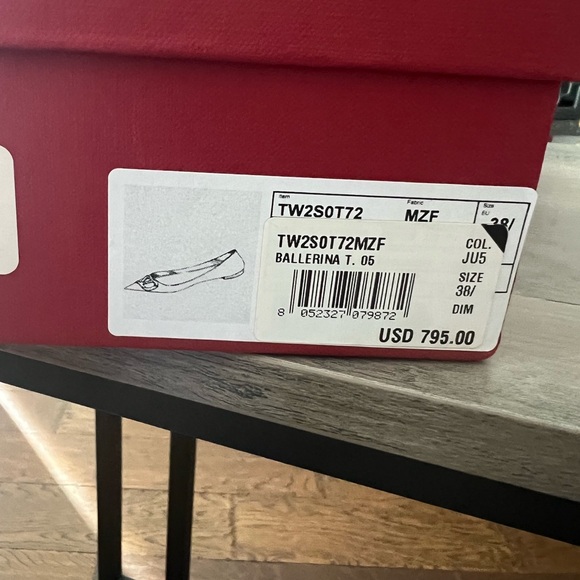 Item
TW2S0T72
Fabric
MZF
Size
EU
38/
TW2S0T72MZF
BALLERINA T. 05
COL.
JU5
SIZE
38/
DIM
8 052327 079872
USD 795.00